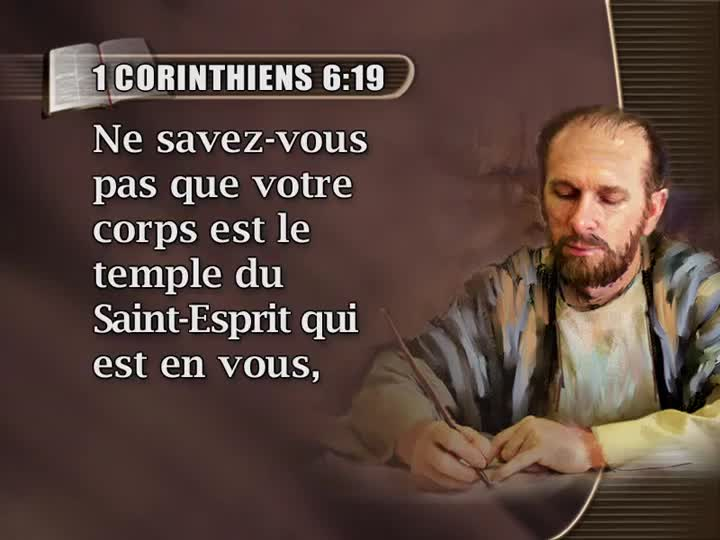 1 CORINTHIENS 6:19
Ne savez-vous
pas que votre
corps est le
temple du
Saint-Esprit qui
est en vous,